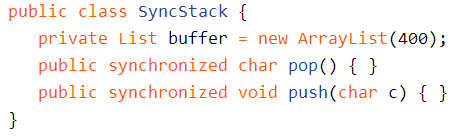 public class SyncStack {
private List buffer = new ArrayList(400);
public synchronized char pop() { }
public synchronized void push(char c) { }
}